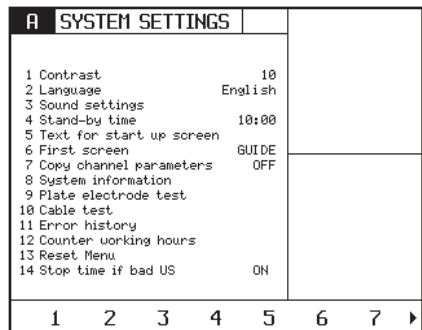 A SYSTEM SETTINGS
1 Contrast 10
2 Language English
3 Sound settings
4 Stand-by time 10:00
5 Text for start up screen
6 First screen GUIDE
7 Copy channel parameters OFF
8 System information
9 Plate electrode test
10 Cable test
11 Error history
12 Counter working hours
13 Reset Menu
14 Stop time if bad US ON
1 2 3 4 5 6 7